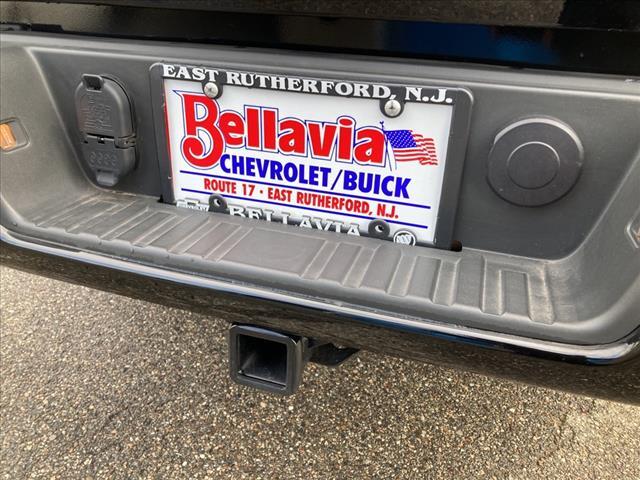 EAST RUTHERFORD, N.J.
Bellavia
CHEVROLET/BUICK
ROUTE 17 • EAST RUTHERFORD, N.J.
BELLAVIA